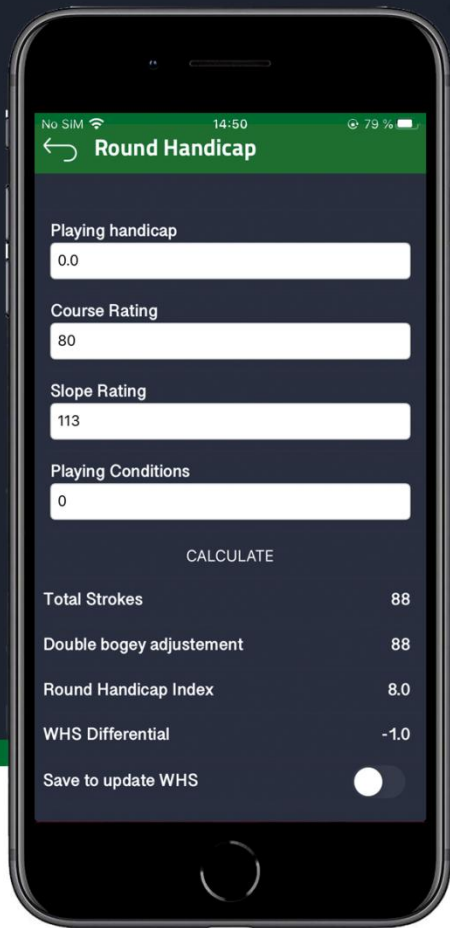 No SIM 14:50 79 %
Round Handicap
Playing handicap
0.0
Course Rating
80
Slope Rating
113
Playing Conditions
0
CALCULATE
Total Strokes 88
Double bogey adjustement 88
Round Handicap Index 8.0
WHS Differential -1.0
Save to update WHS